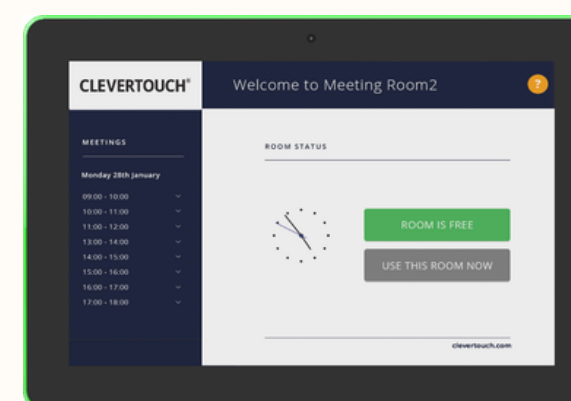 CLEVERTOUCH®
Welcome to Meeting Room2
?
MEETINGS
Monday 28th January
09:00 - 10:00
10:00 - 11:00
11:00 - 12:00
13:00 - 14:00
14:00 - 15:00
15:00 - 16:00
16:00 - 17:00
17:00 - 18:00
ROOM STATUS
ROOM IS FREE
USE THIS ROOM NOW
clevertouch.com